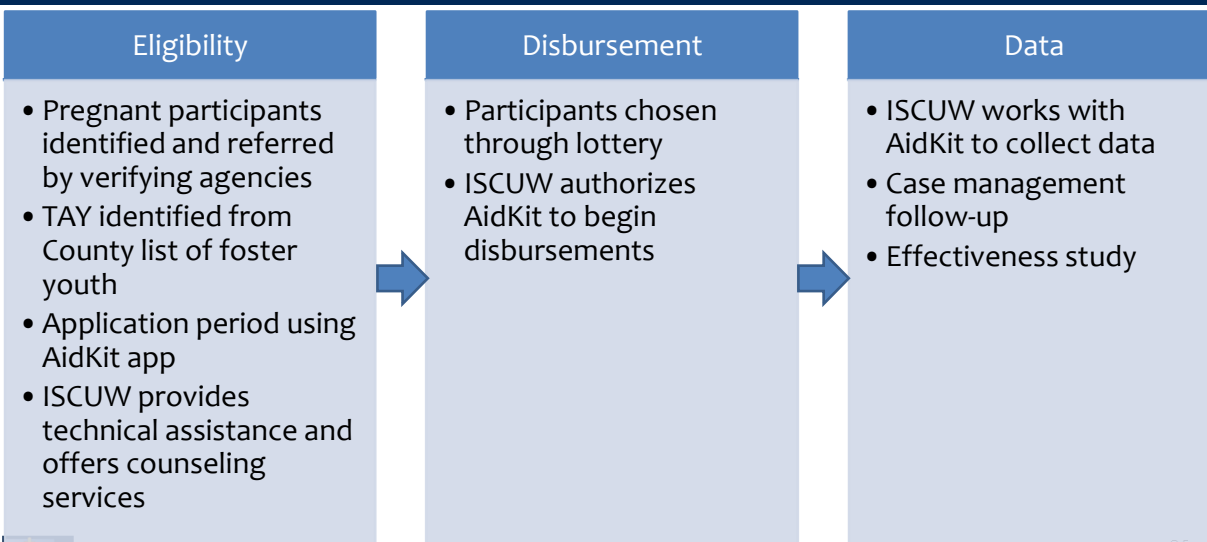 Eligibility
• Pregnant participants
identified and referred
by verifying agencies
• TAY identified from
County list of foster
youth
• Application period using
AidKit app
• ISCUW provides
technical assistance and
offers counseling
services
Disbursement
• Participants chosen
through lottery
• ISCUW authorizes
AidKit to begin
disbursements
Data
• ISCUW works with
AidKit to collect data
• Case management
follow-up
• Effectiveness study